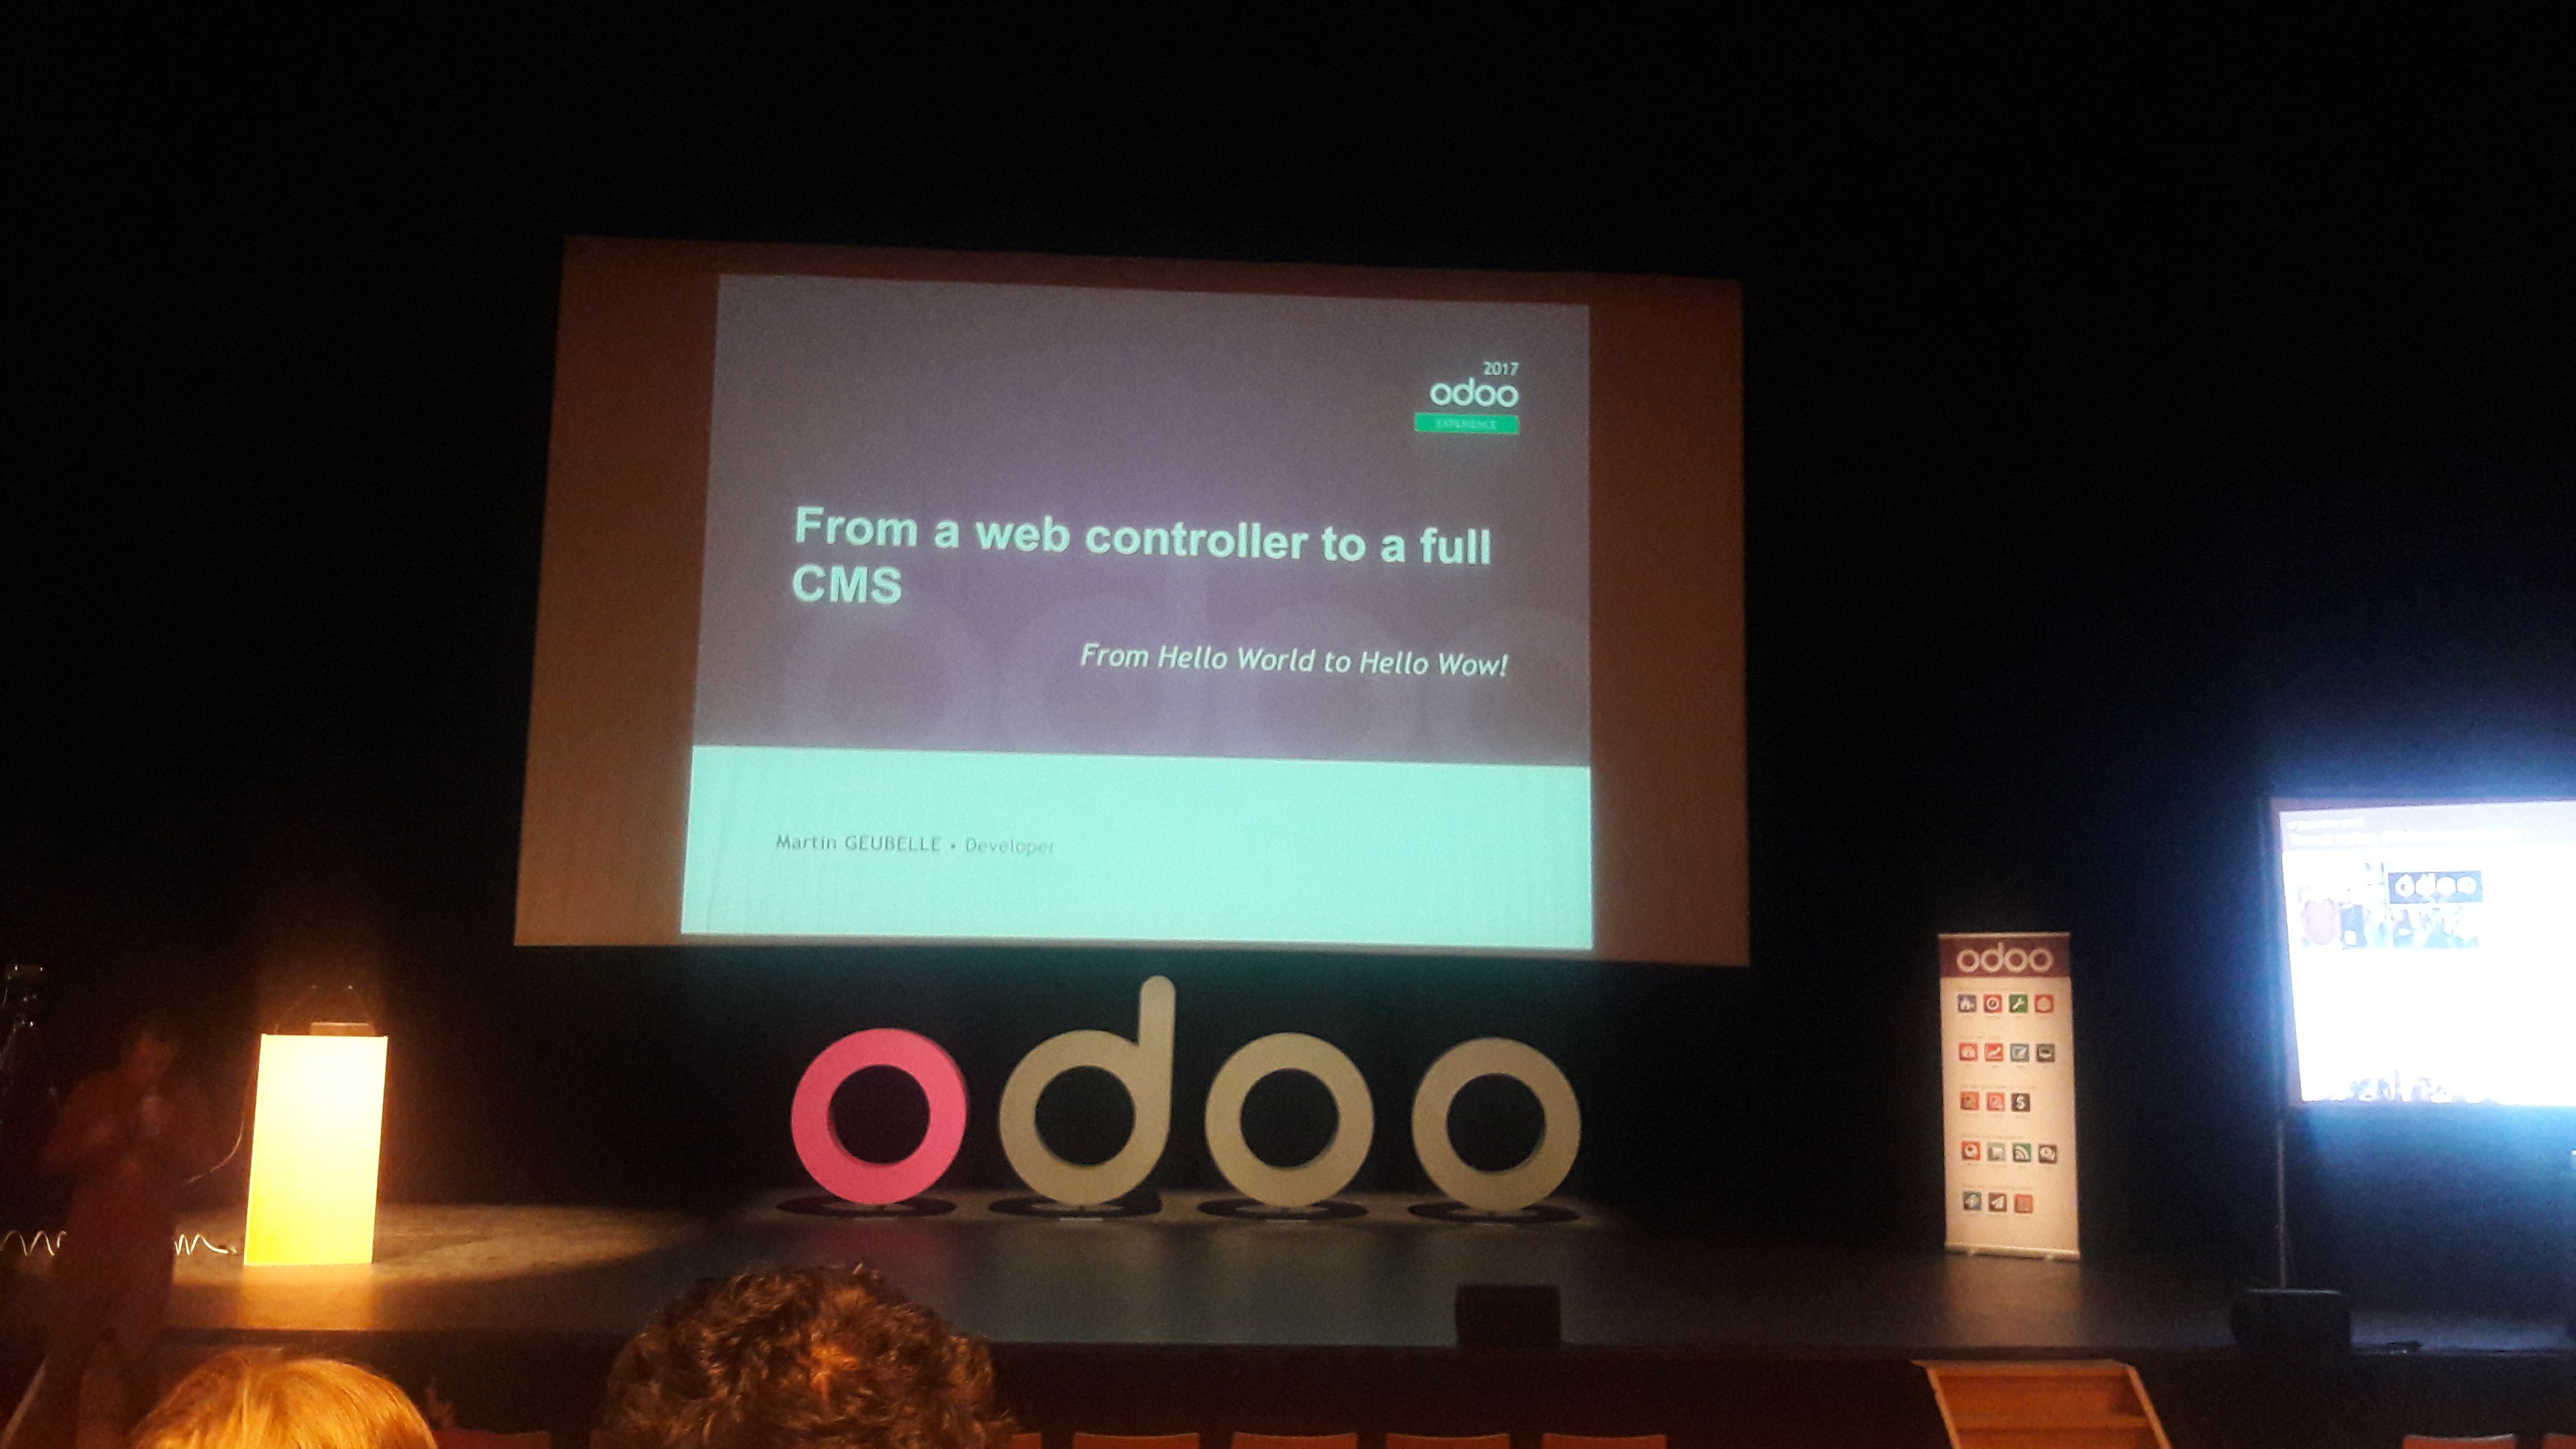 2017
odoo
EXPERIENCE
From a web controller to a full
CMS
From Hello World to Hello Wow!
Martin GEUBELLE • Developer
odoo
odoo
odoo